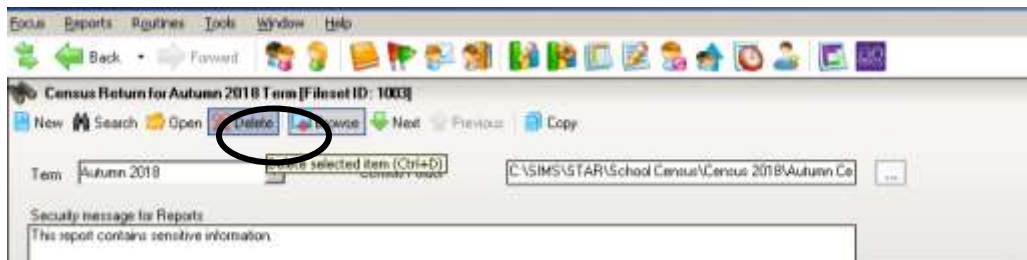 Focus Reports Routines Tools Window Help
Back Forward
Census Return for Autumn 2018 Term [Fileset ID: 1003]
New Search Open Delete Browse Next Previous Copy
Delete selected item (Ctrl+D)
Term Autumn 2018 Census Folder C:\SIMS\STAR\School Census\Census 2018\Autumn Ce ...
Security message for Reports
This report contains sensitive information.